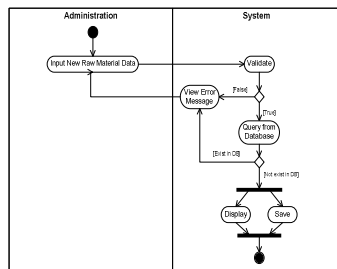 Administration
System
Input New Raw Material Data
Validate
[False]
View Error
Message
[True]
Query from
Database
[Exist in DB]
[Not exist in DB]
Display
Save